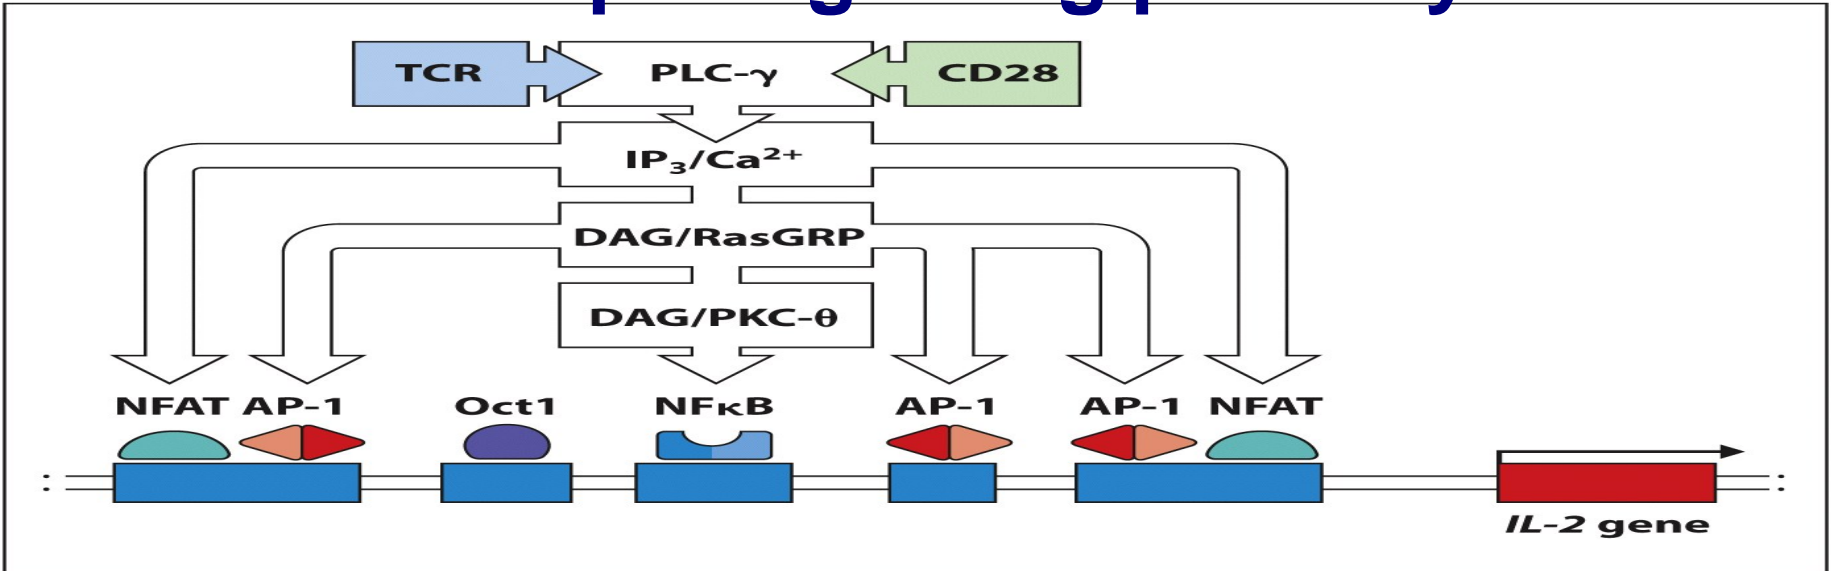 TCR PLC-γ CD28
IP₃/Ca²⁺
DAG/RasGRP
DAG/PKC-θ
NFAT AP-1 Oct1 NFκB AP-1 AP-1 NFAT
IL-2 gene